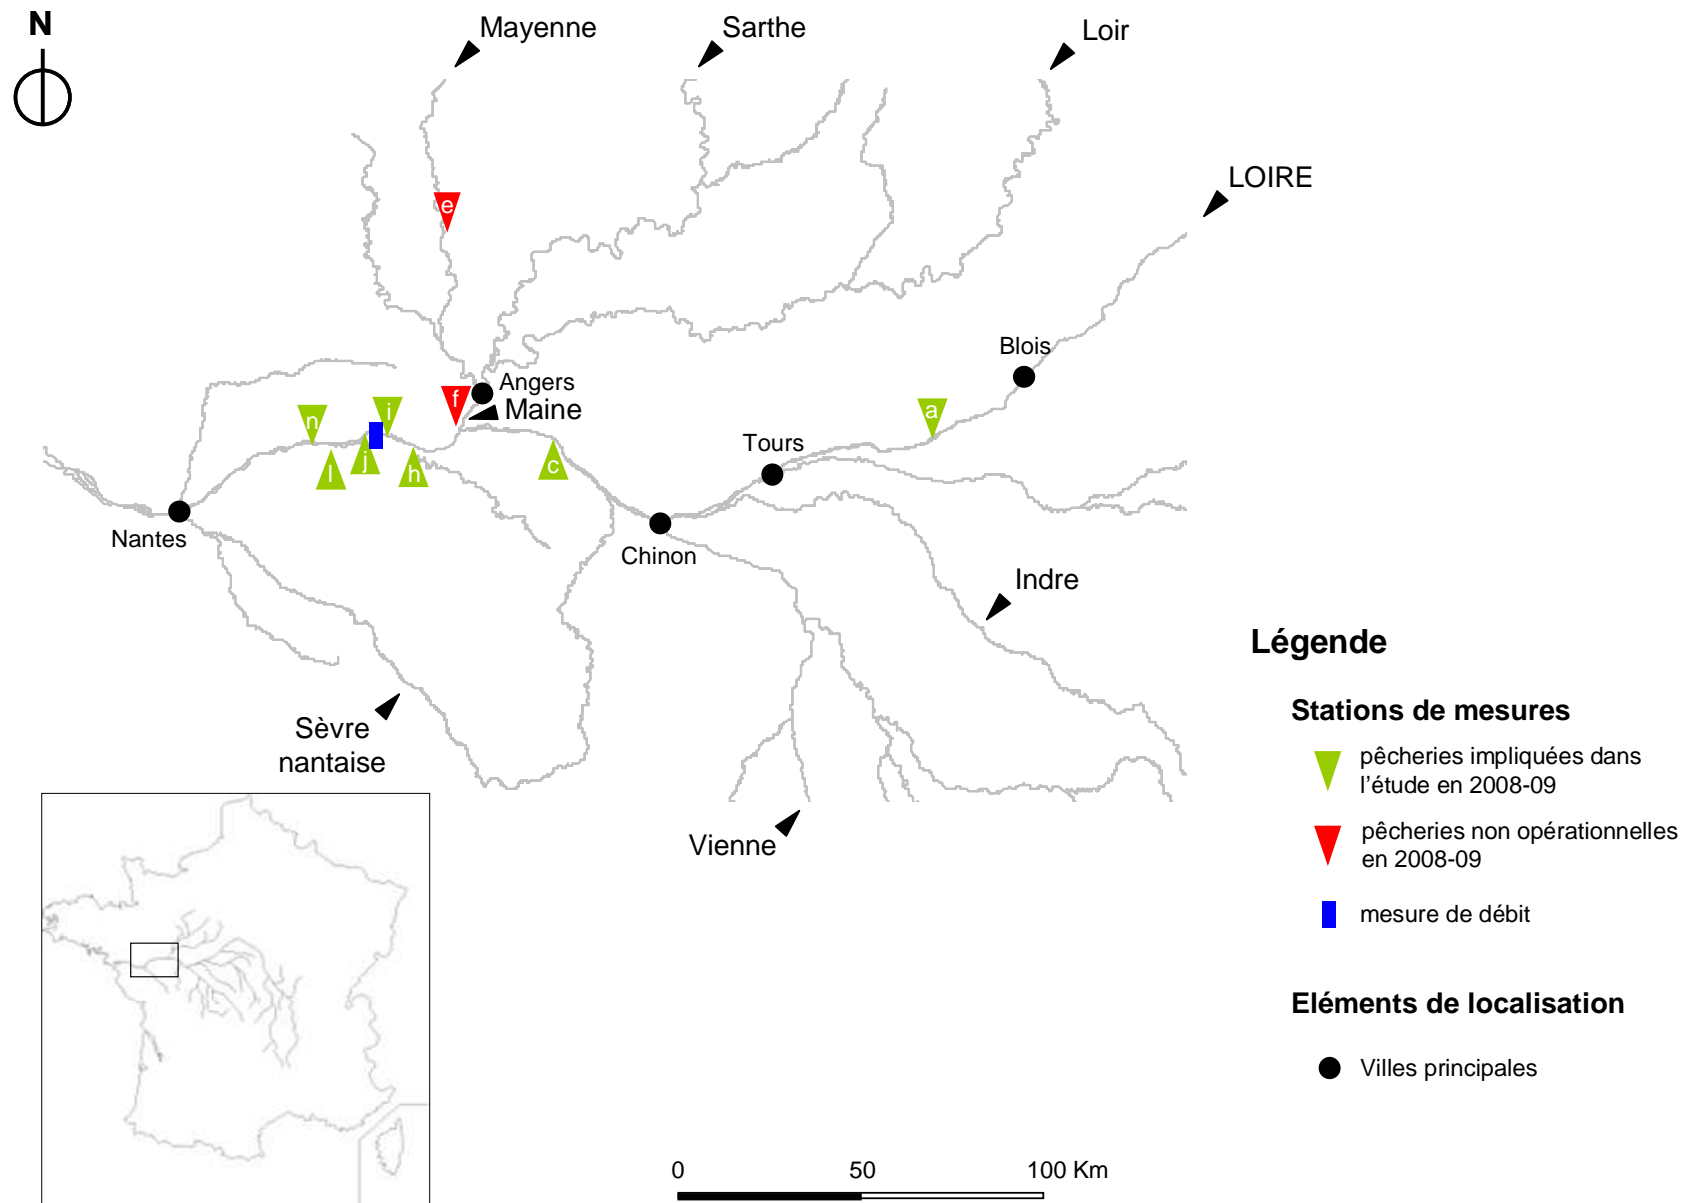 N
Mayenne
Sarthe
Loir
LOIRE
e
Blois
Angers
Maine
f
i
n
a
Tours
j
l
h
c
Nantes
Chinon
Indre
Sèvre
nantaise
Vienne
Légende
Stations de mesures
pêcheries impliquées dans
l'étude en 2008-09
pêcheries non opérationnelles
en 2008-09
mesure de débit
Eléments de localisation
Villes principales
0 50 100 Km